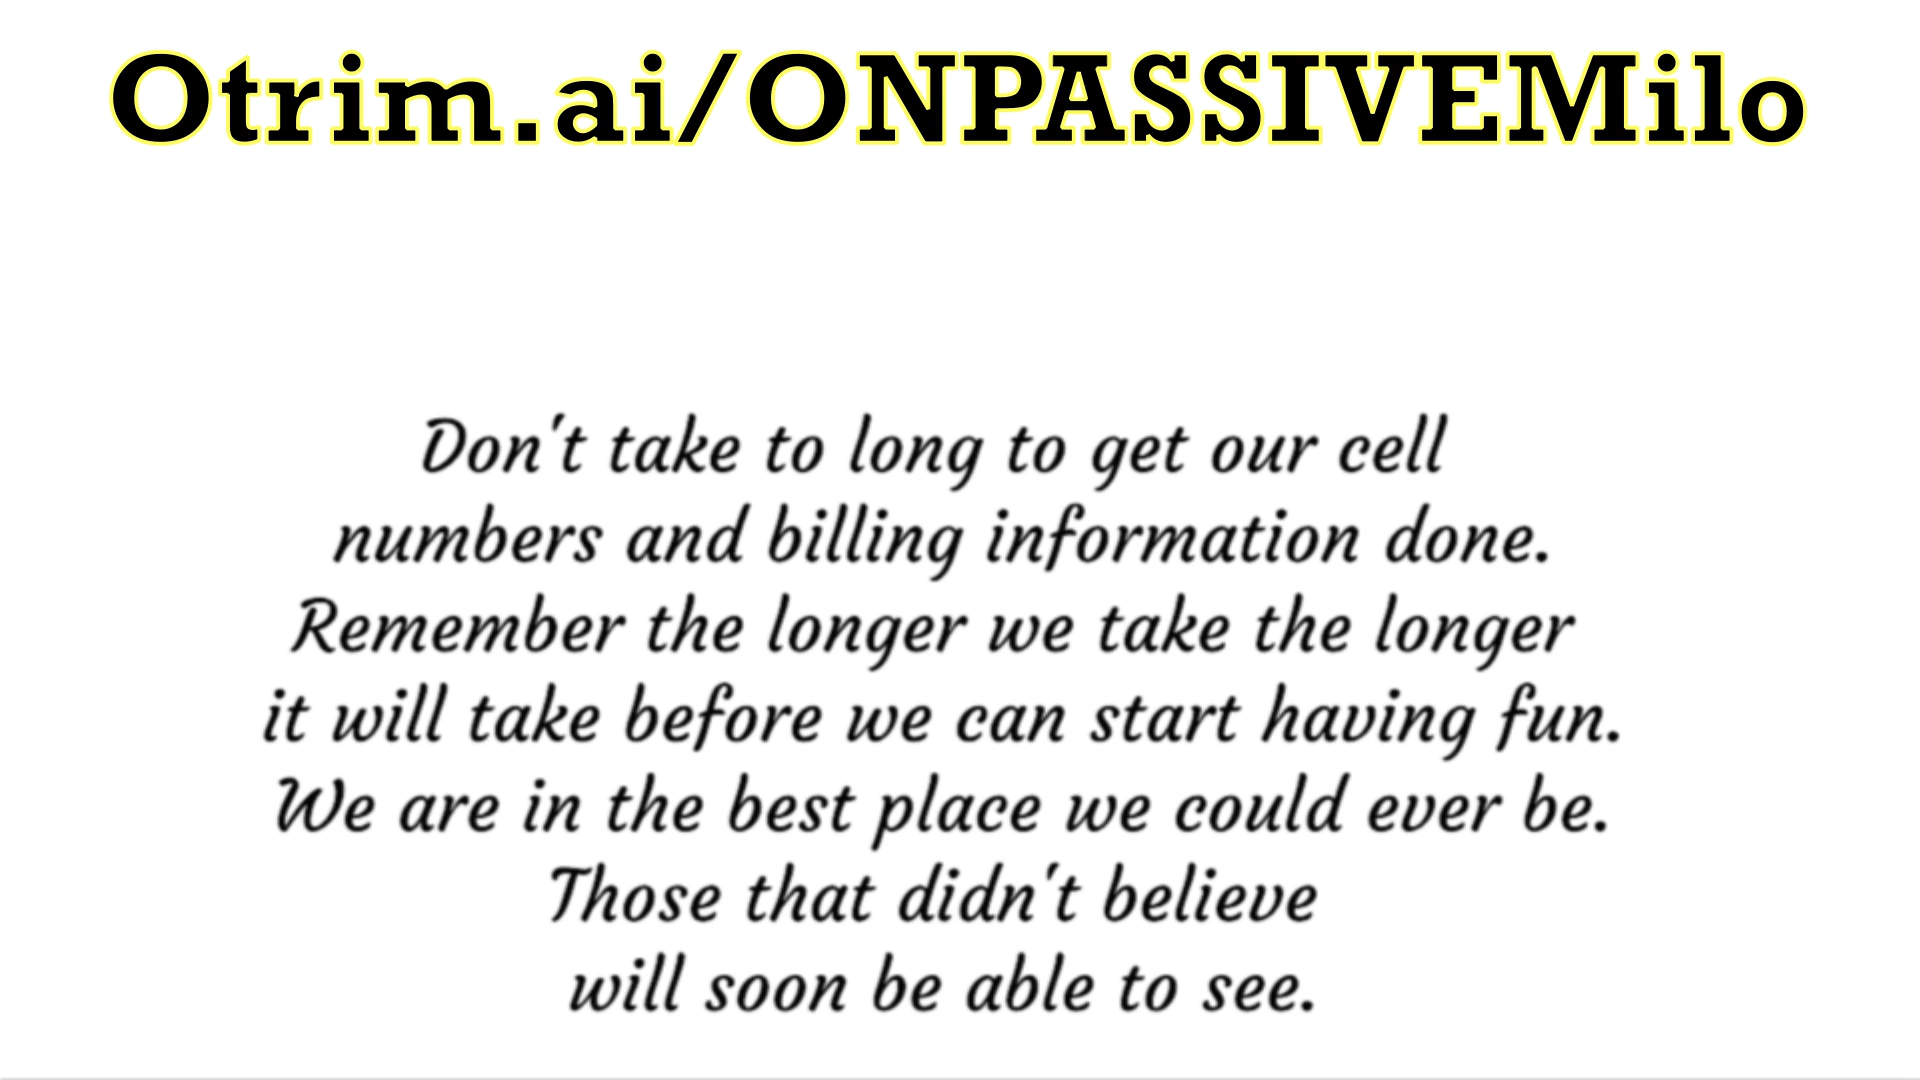 Otrim.ai/ONPASSIVEMilo
Don't take to long to get our cell
numbers and billing information done.
Remember the longer we take the longer
it will take before we can start having fun.
We are in the best place we could ever be.
Those that didn't believe
will soon be able to see.